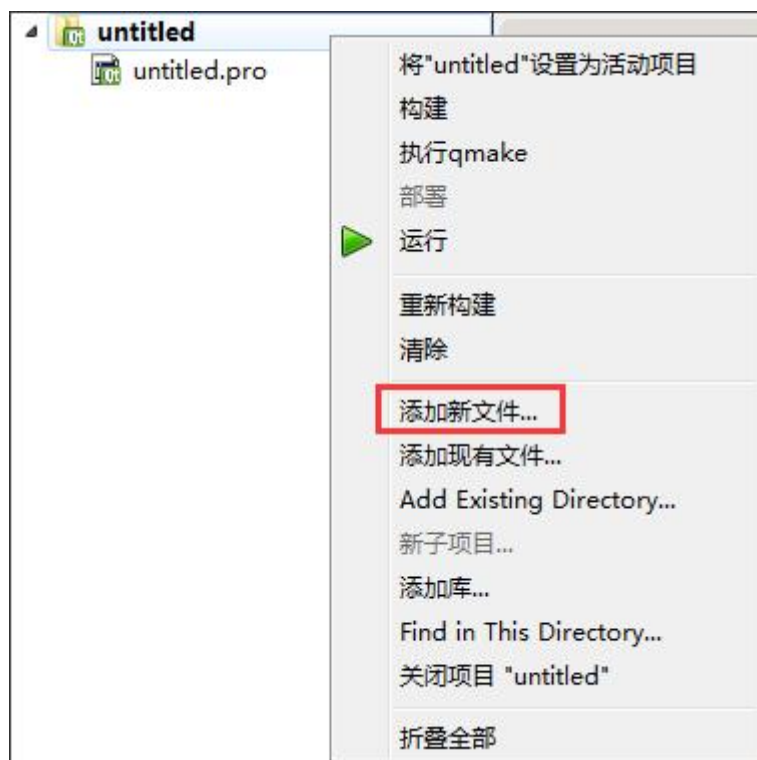 untitled
untitled.pro
将"untitled"设置为活动项目
构建
执行qmake
部署
运行
重新构建
清除
添加新文件...
添加现有文件...
Add Existing Directory...
新子项目...
添加库...
Find in This Directory...
关闭项目 "untitled"
折叠全部